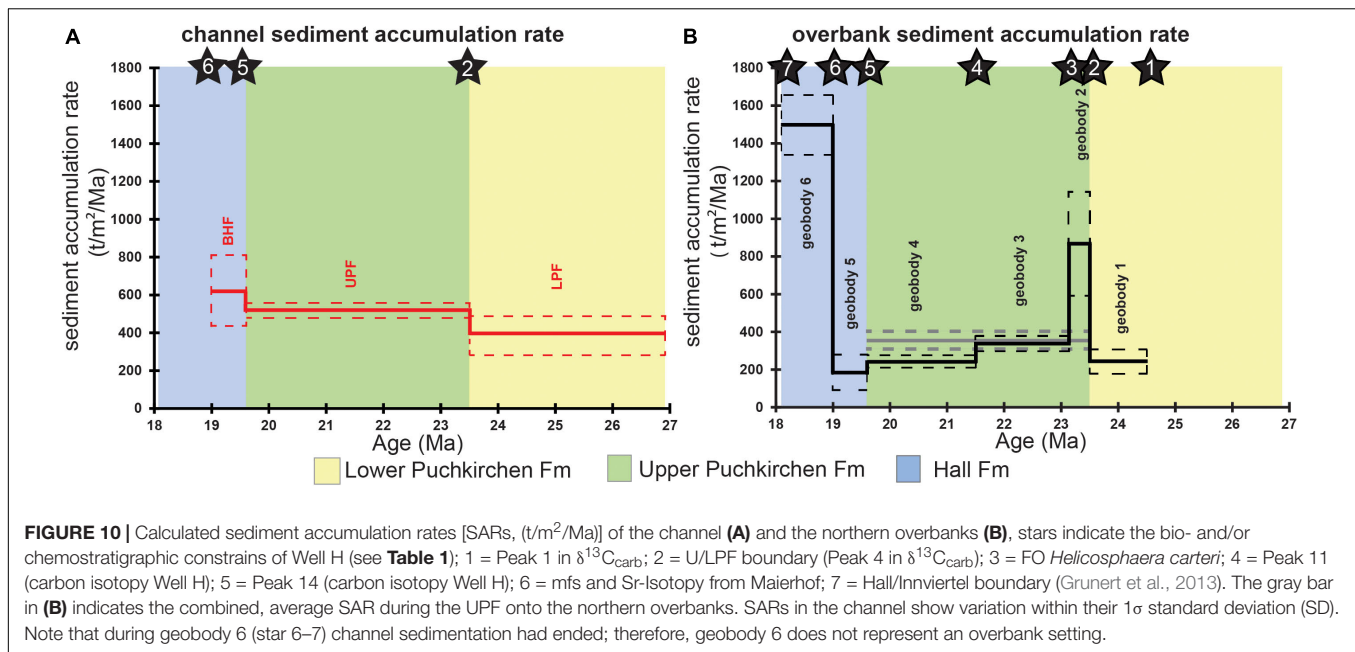 A
channel sediment accumulation rate
6 5 2
sediment accumulation rate
(t/m²/Ma)
1800
1600
1400
1200
1000
800
600
400
200
0
BHF
UPF
LPF
18 19 20 21 22 23 24 25 26 27
Age (Ma)
B
overbank sediment accumulation rate
7 6 5 4 3 2 1
sediment accumulation rate
( t/m²/Ma)
1800
1600
1400
1200
1000
800
600
400
200
0
geobody 6
geobody 5
geobody 4
geobody 3
geobody 2
geobody 1
18 19 20 21 22 23 24 25 26 27
Age (Ma)
Lower Puchkirchen Fm Upper Puchkirchen Fm Hall Fm
FIGURE 10 | Calculated sediment accumulation rates [SARs, (t/m²/Ma)] of the channel (A) and the northern overbanks (B), stars indicate the bio- and/or
chemostratigraphic constrains of Well H (see Table 1); 1 = Peak 1 in δ¹³Ccarb; 2 = U/LPF boundary (Peak 4 in δ¹³Ccarb); 3 = FO Helicosphaera carteri; 4 = Peak 11
(carbon isotopy Well H); 5 = Peak 14 (carbon isotopy Well H); 6 = mfs and Sr-Isotopy from Maierhof; 7 = Hall/Innviertel boundary (Grunert et al., 2013). The gray bar
in (B) indicates the combined, average SAR during the UPF onto the northern overbanks. SARs in the channel show variation within their 1σ standard deviation (SD).
Note that during geobody 6 (star 6–7) channel sedimentation had ended; therefore, geobody 6 does not represent an overbank setting.